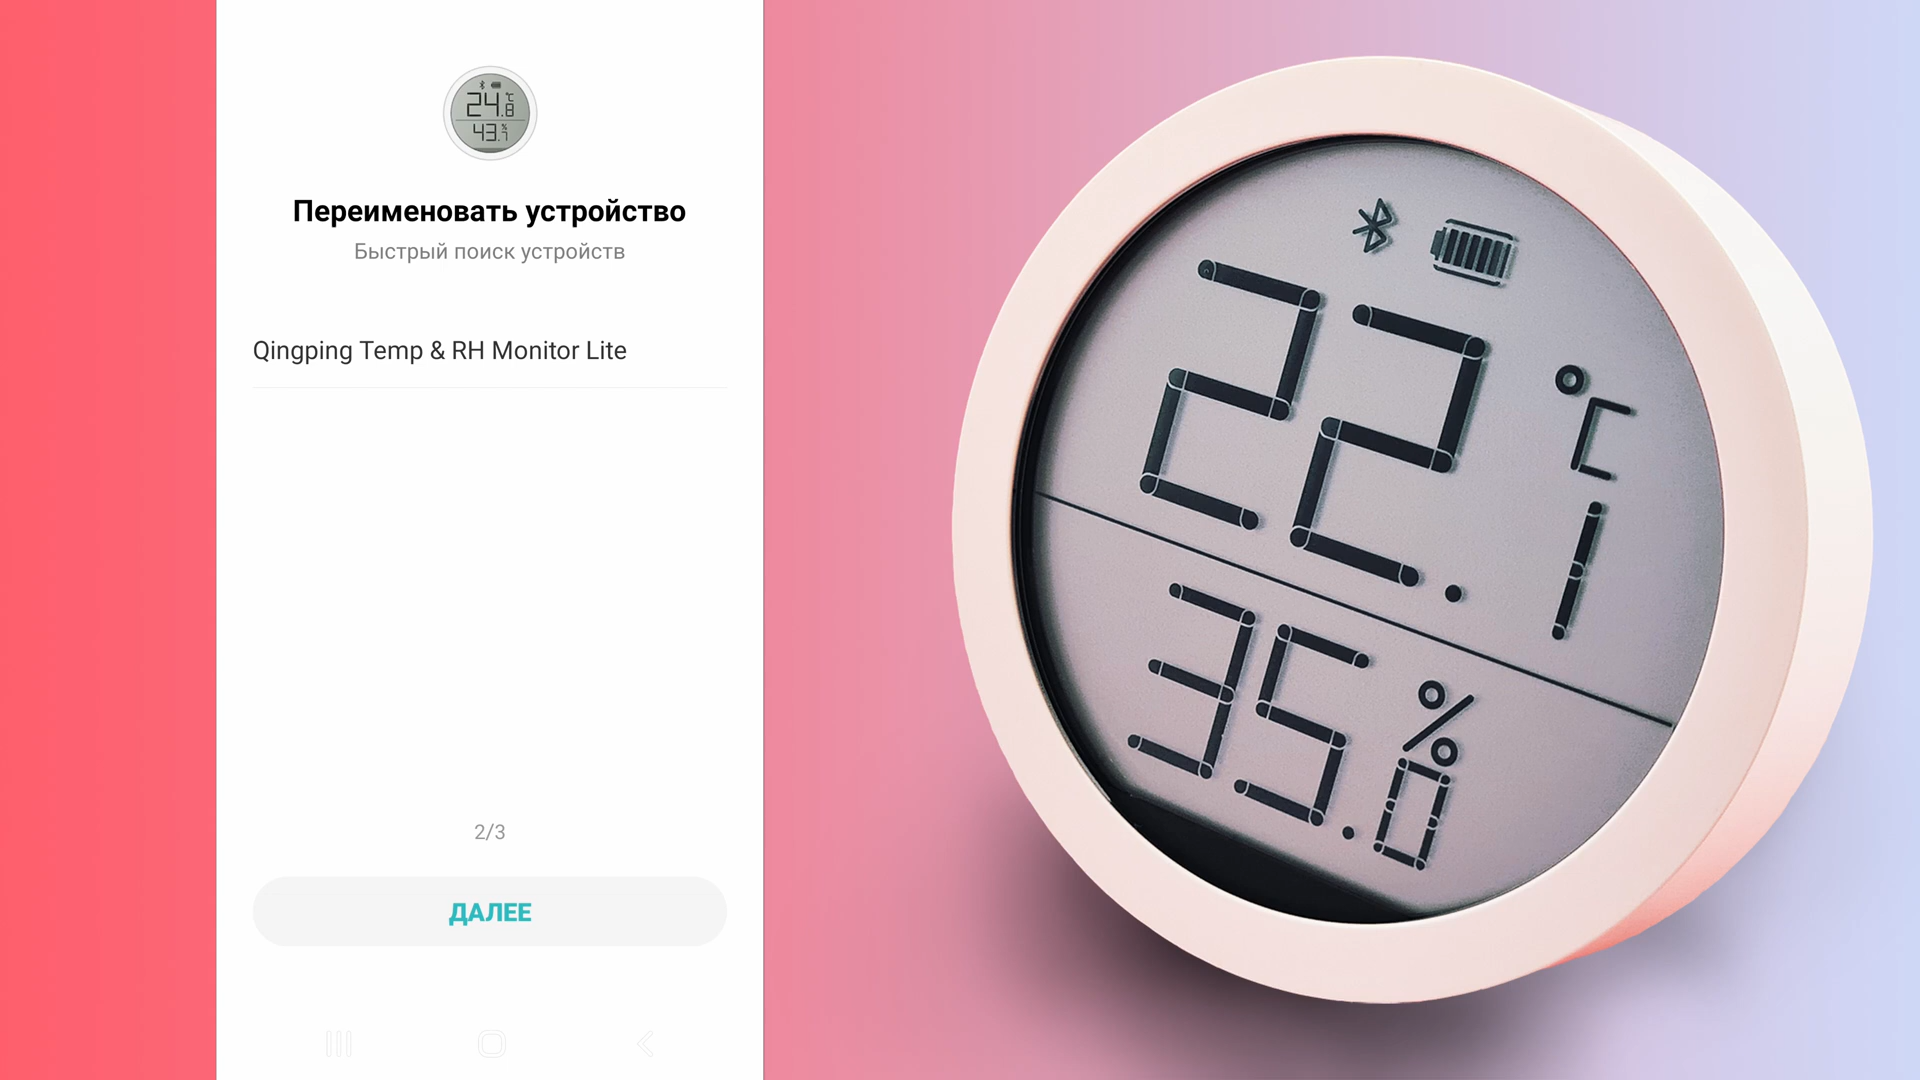 24.8 °C
43.1 %
Переименовать устройство
Быстрый поиск устройств
Qingping Temp & RH Monitor Lite
2/3
ДАЛЕЕ
22.1 °C
35.0 %